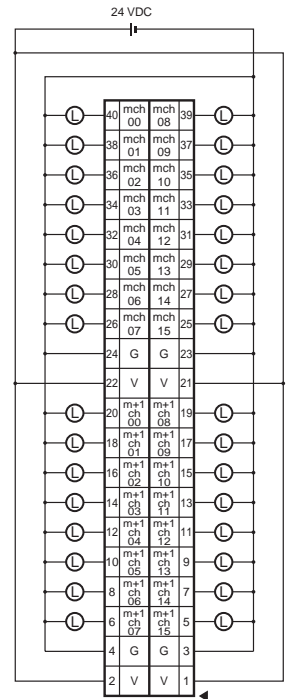 24 VDC
L 40 mch 00 mch 08 39 L
L 38 mch 01 mch 09 37 L
L 36 mch 02 mch 10 35 L
L 34 mch 03 mch 11 33 L
L 32 mch 04 mch 12 31 L
L 30 mch 05 mch 13 29 L
L 28 mch 06 mch 14 27 L
L 26 mch 07 mch 15 25 L
24 G G 23
22 V V 21
L 20 m+1 ch 00 m+1 ch 08 19 L
L 18 m+1 ch 01 m+1 ch 09 17 L
L 16 m+1 ch 02 m+1 ch 10 15 L
L 14 m+1 ch 03 m+1 ch 11 13 L
L 12 m+1 ch 04 m+1 ch 12 11 L
L 10 m+1 ch 05 m+1 ch 13 9 L
L 8 m+1 ch 06 m+1 ch 14 7 L
L 6 m+1 ch 07 m+1 ch 15 5 L
4 G G 3
2 V V 1